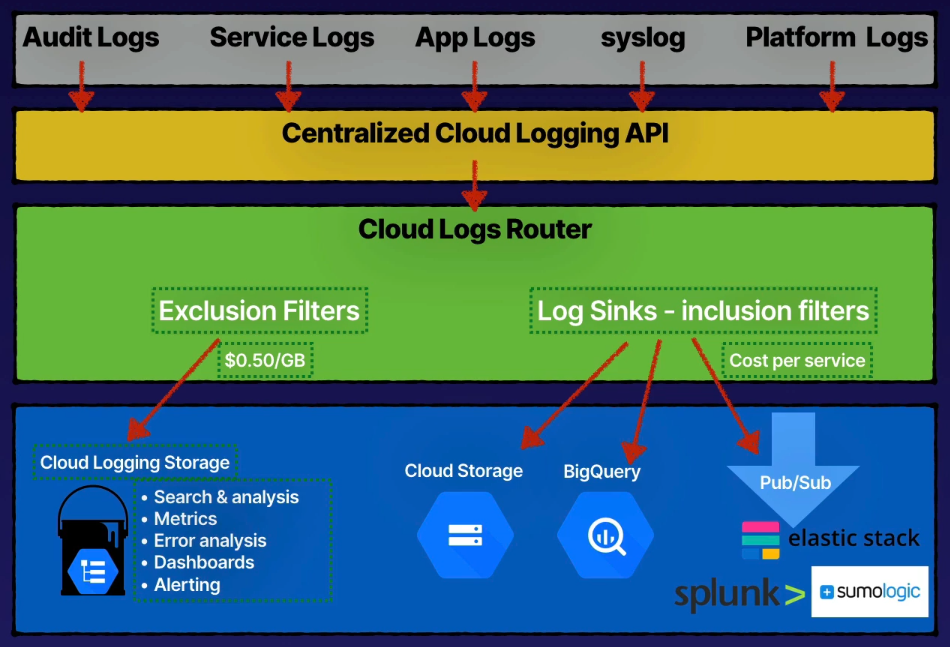 Audit Logs
Service Logs
App Logs
syslog
Platform Logs
Centralized Cloud Logging API
Cloud Logs Router
Exclusion Filters
Log Sinks - inclusion filters
$0.50/GB
Cost per service
Cloud Logging Storage
• Search & analysis
• Metrics
• Error analysis
• Dashboards
• Alerting
Cloud Storage
BigQuery
Pub/Sub
elastic stack
splunk>
sumologic